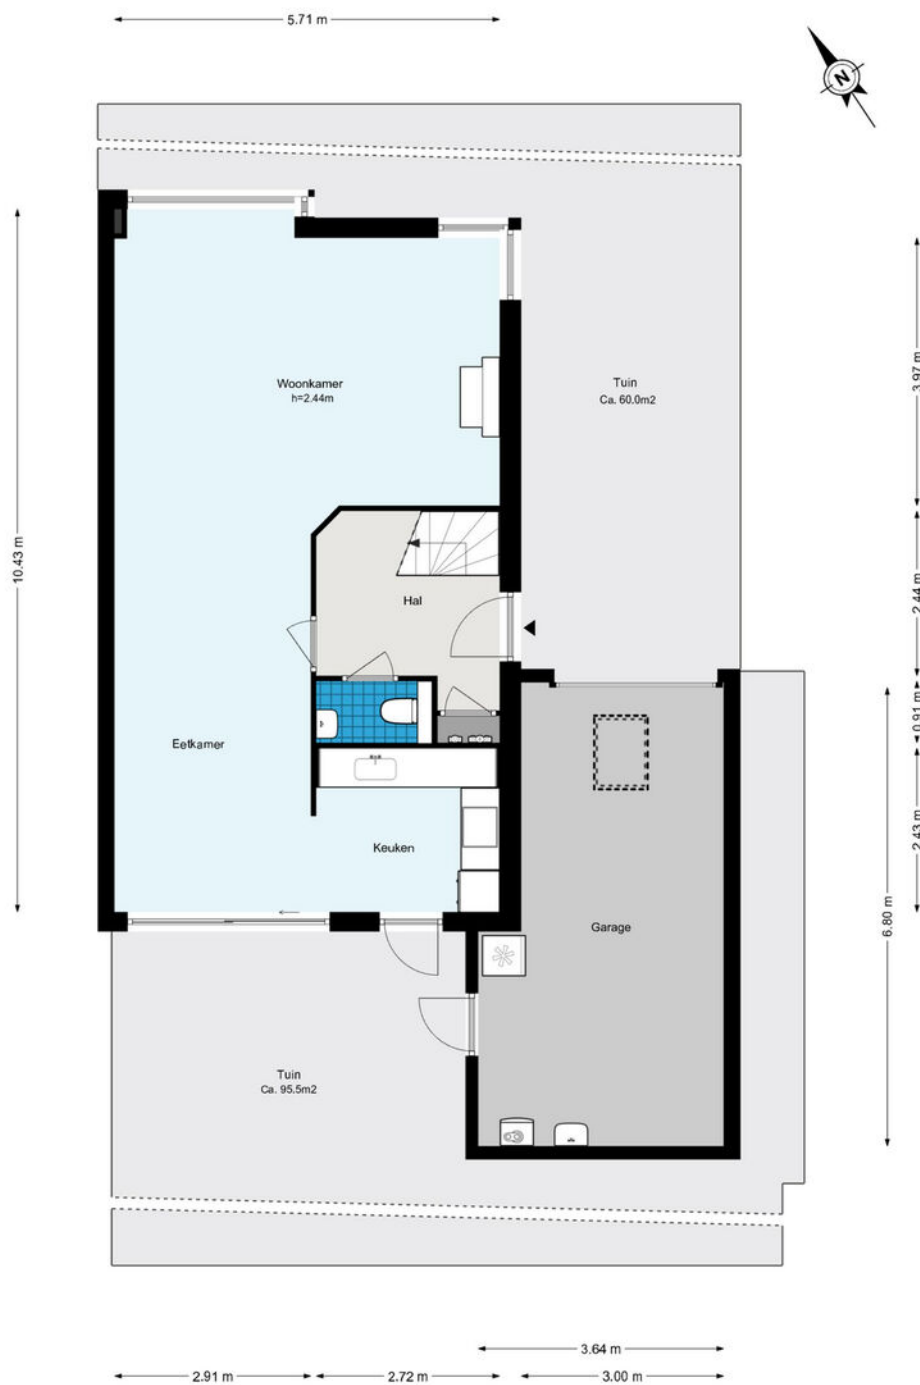 5.71 m
N
Woonkamer
h=2.44m
Tuin
Ca. 60.0m2
3.97 m
10.43 m
2.44 m
Hal
0.91 m
Eetkamer
2.43 m
Keuken
6.80 m
Garage
Tuin
Ca. 95.5m2
3.64 m
2.91 m
2.72 m
3.00 m